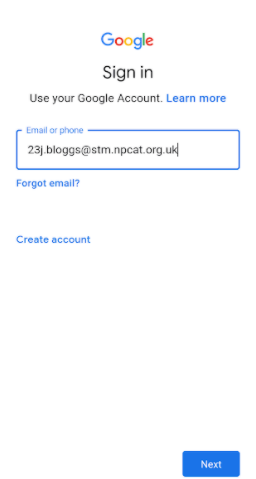 Google
Sign in
Use your Google Account. Learn more
Email or phone
23j.bloggs@stm.npcat.org.uk
Forgot email?
Create account
Next